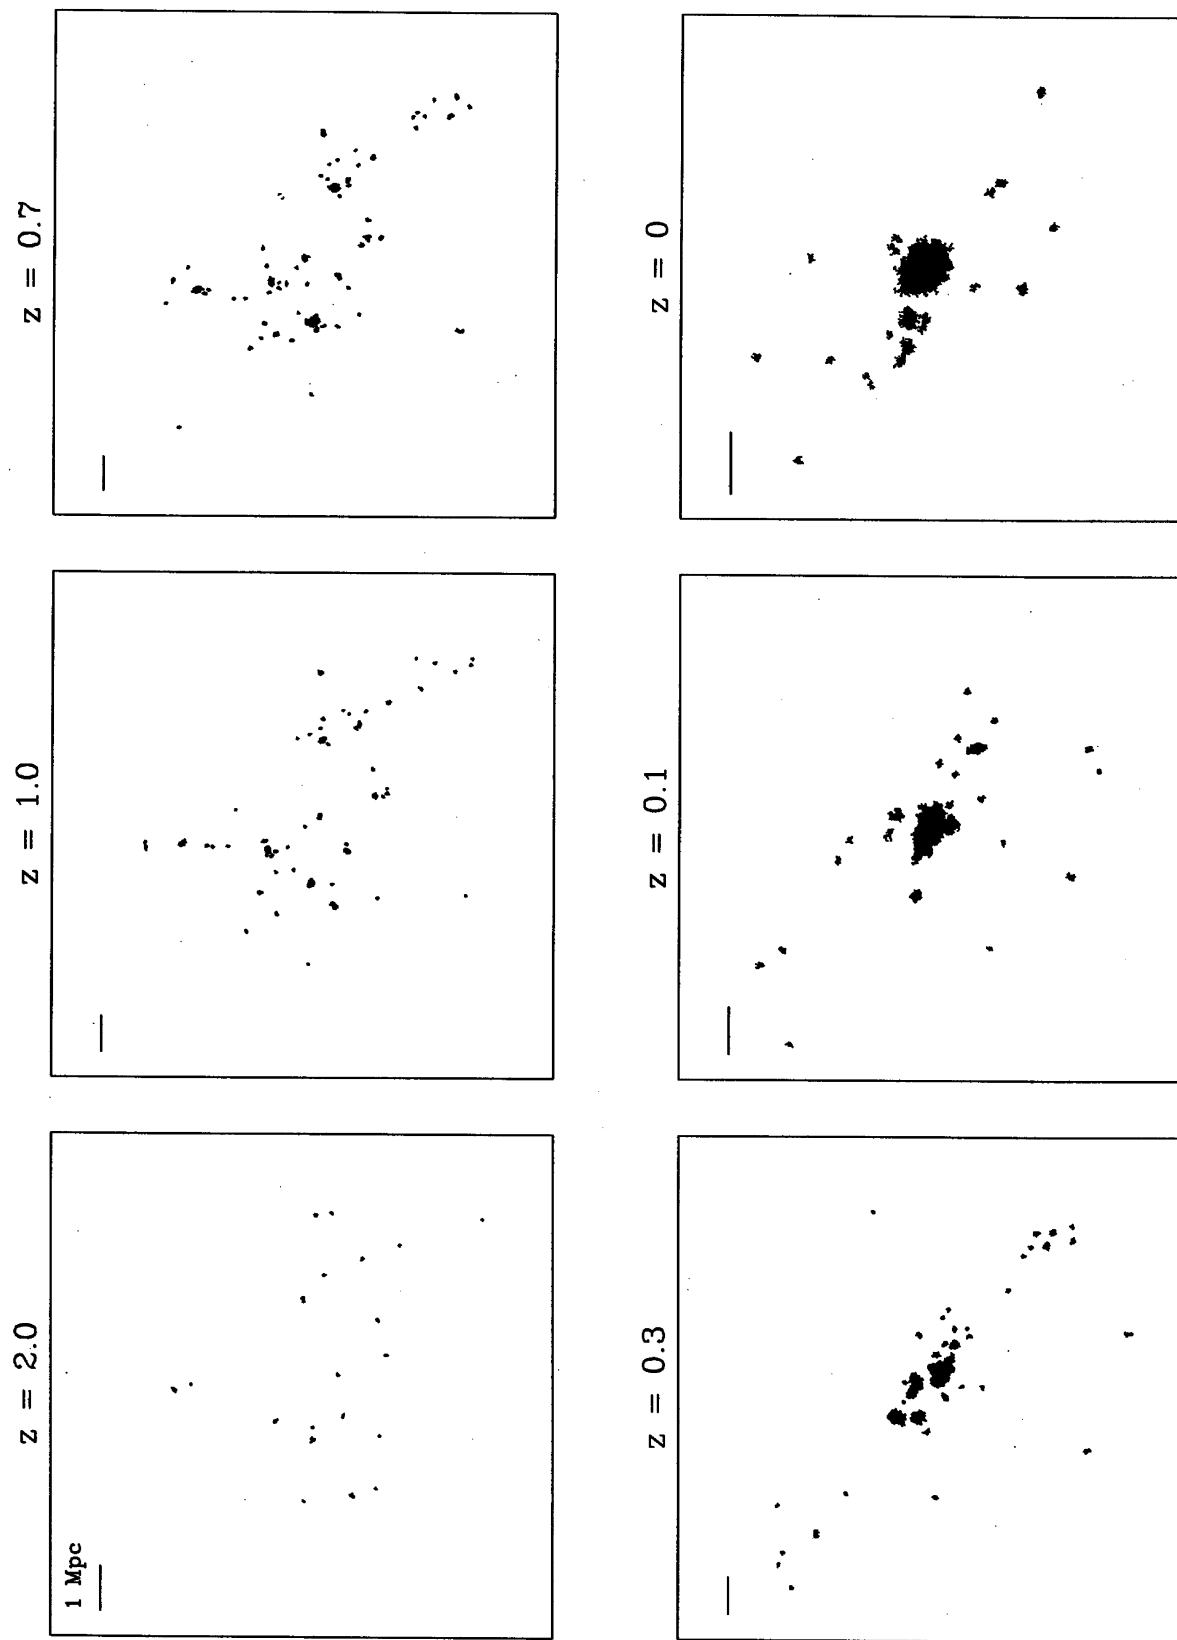 z = 2.0
1 Mpc
z = 1.0
z = 0.7
z = 0.3
z = 0.1
z = 0